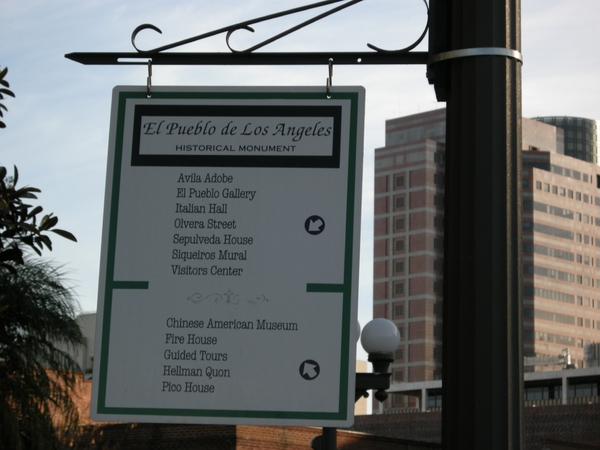 El Pueblo de Los Angeles
HISTORICAL MONUMENT
Avila Adobe
El Pueblo Gallery
Italian Hall
Olvera Street
Sepulveda House
Siqueiros Mural
Visitors Center
Chinese American Museum
Fire House
Guided Tours
Hellman Quon
Pico House